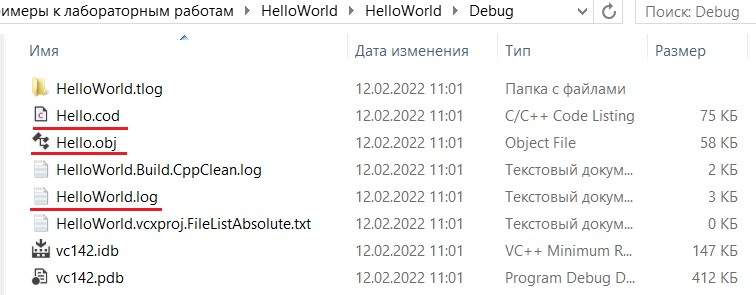 римеры к лабораторным работам HelloWorld HelloWorld Debug Поиск: Debug
Имя Дата изменения Тип Размер
HelloWorld.tlog 12.02.2022 11:01 Папка с файлами
Hello.cod 12.02.2022 11:01 C/C++ Code Listing 75 КБ
Hello.obj 12.02.2022 11:01 Object File 58 КБ
HelloWorld.Build.CppClean.log 12.02.2022 11:01 Текстовый докум... 2 КБ
HelloWorld.log 12.02.2022 11:01 Текстовый докум... 3 КБ
HelloWorld.vcxproj.FileListAbsolute.txt 12.02.2022 11:01 Текстовый докум... 0 КБ
vc142.idb 12.02.2022 11:01 VC++ Minimum R... 147 КБ
vc142.pdb 12.02.2022 11:01 Program Debug D... 412 КБ